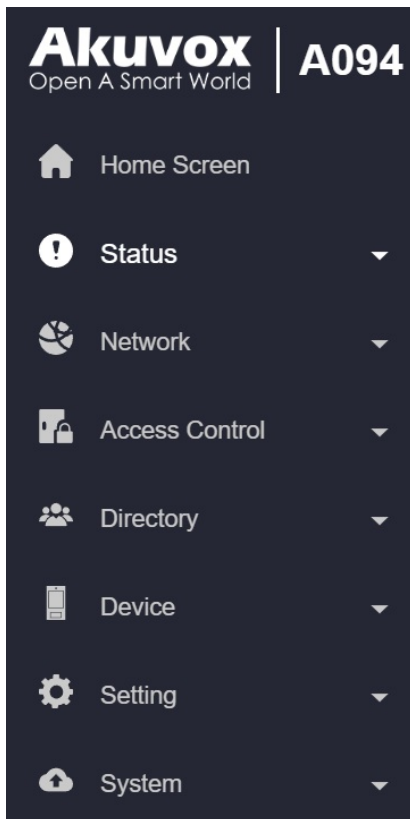 Akuvox
Open A Smart World
A094
Home Screen
Status
Network
Access Control
Directory
Device
Setting
System